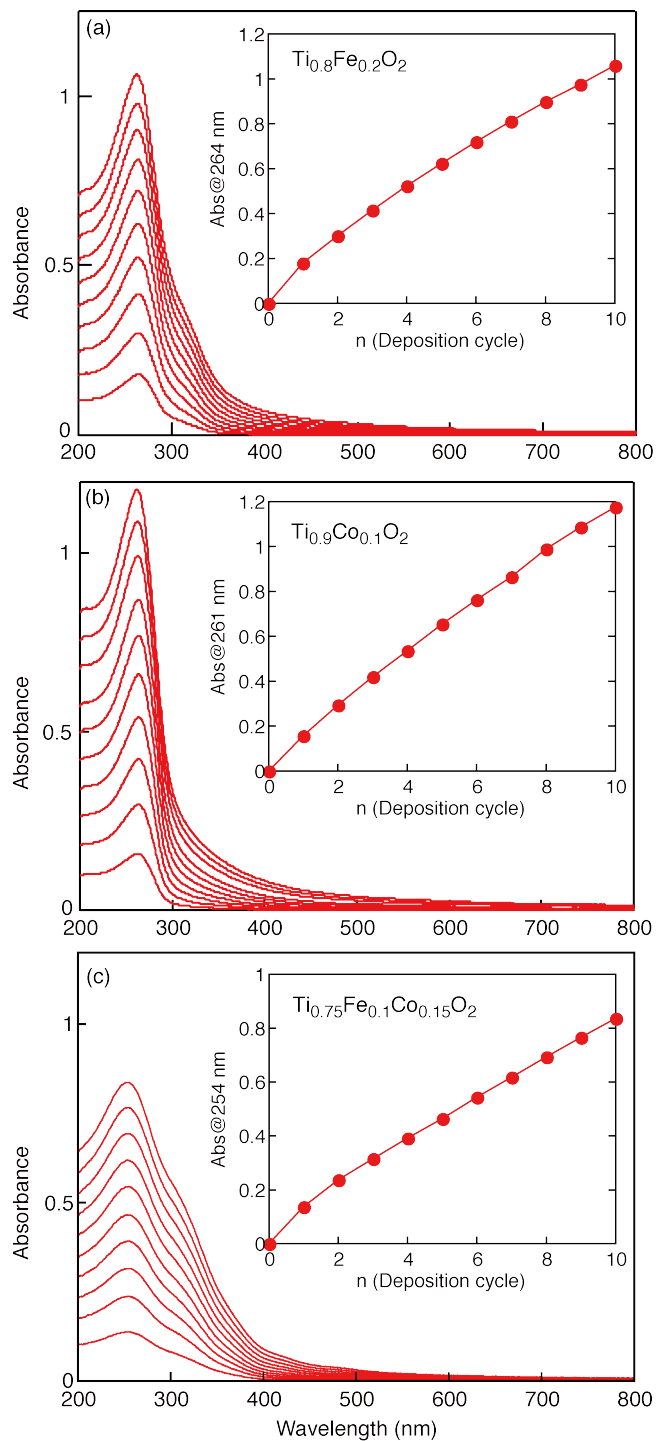 (a)
Ti0.8Fe0.2O2
Abs@264 nm
1.2
1
0.8
0.6
0.4
0.2
0
0 2 4 6 8 10
n (Deposition cycle)
Absorbance
1
0.5
0
200 300 400 500 600 700 800
(b)
Ti0.9Co0.1O2
Abs@261 nm
1.2
1
0.8
0.6
0.4
0.2
0
0 2 4 6 8 10
n (Deposition cycle)
Absorbance
1
0.5
0
200 300 400 500 600 700 800
(c)
Ti0.75Fe0.1Co0.15O2
Abs@254 nm
1
0.8
0.6
0.4
0.2
0
0 2 4 6 8 10
n (Deposition cycle)
Absorbance
1
0.5
0
200 300 400 500 600 700 800
Wavelength (nm)